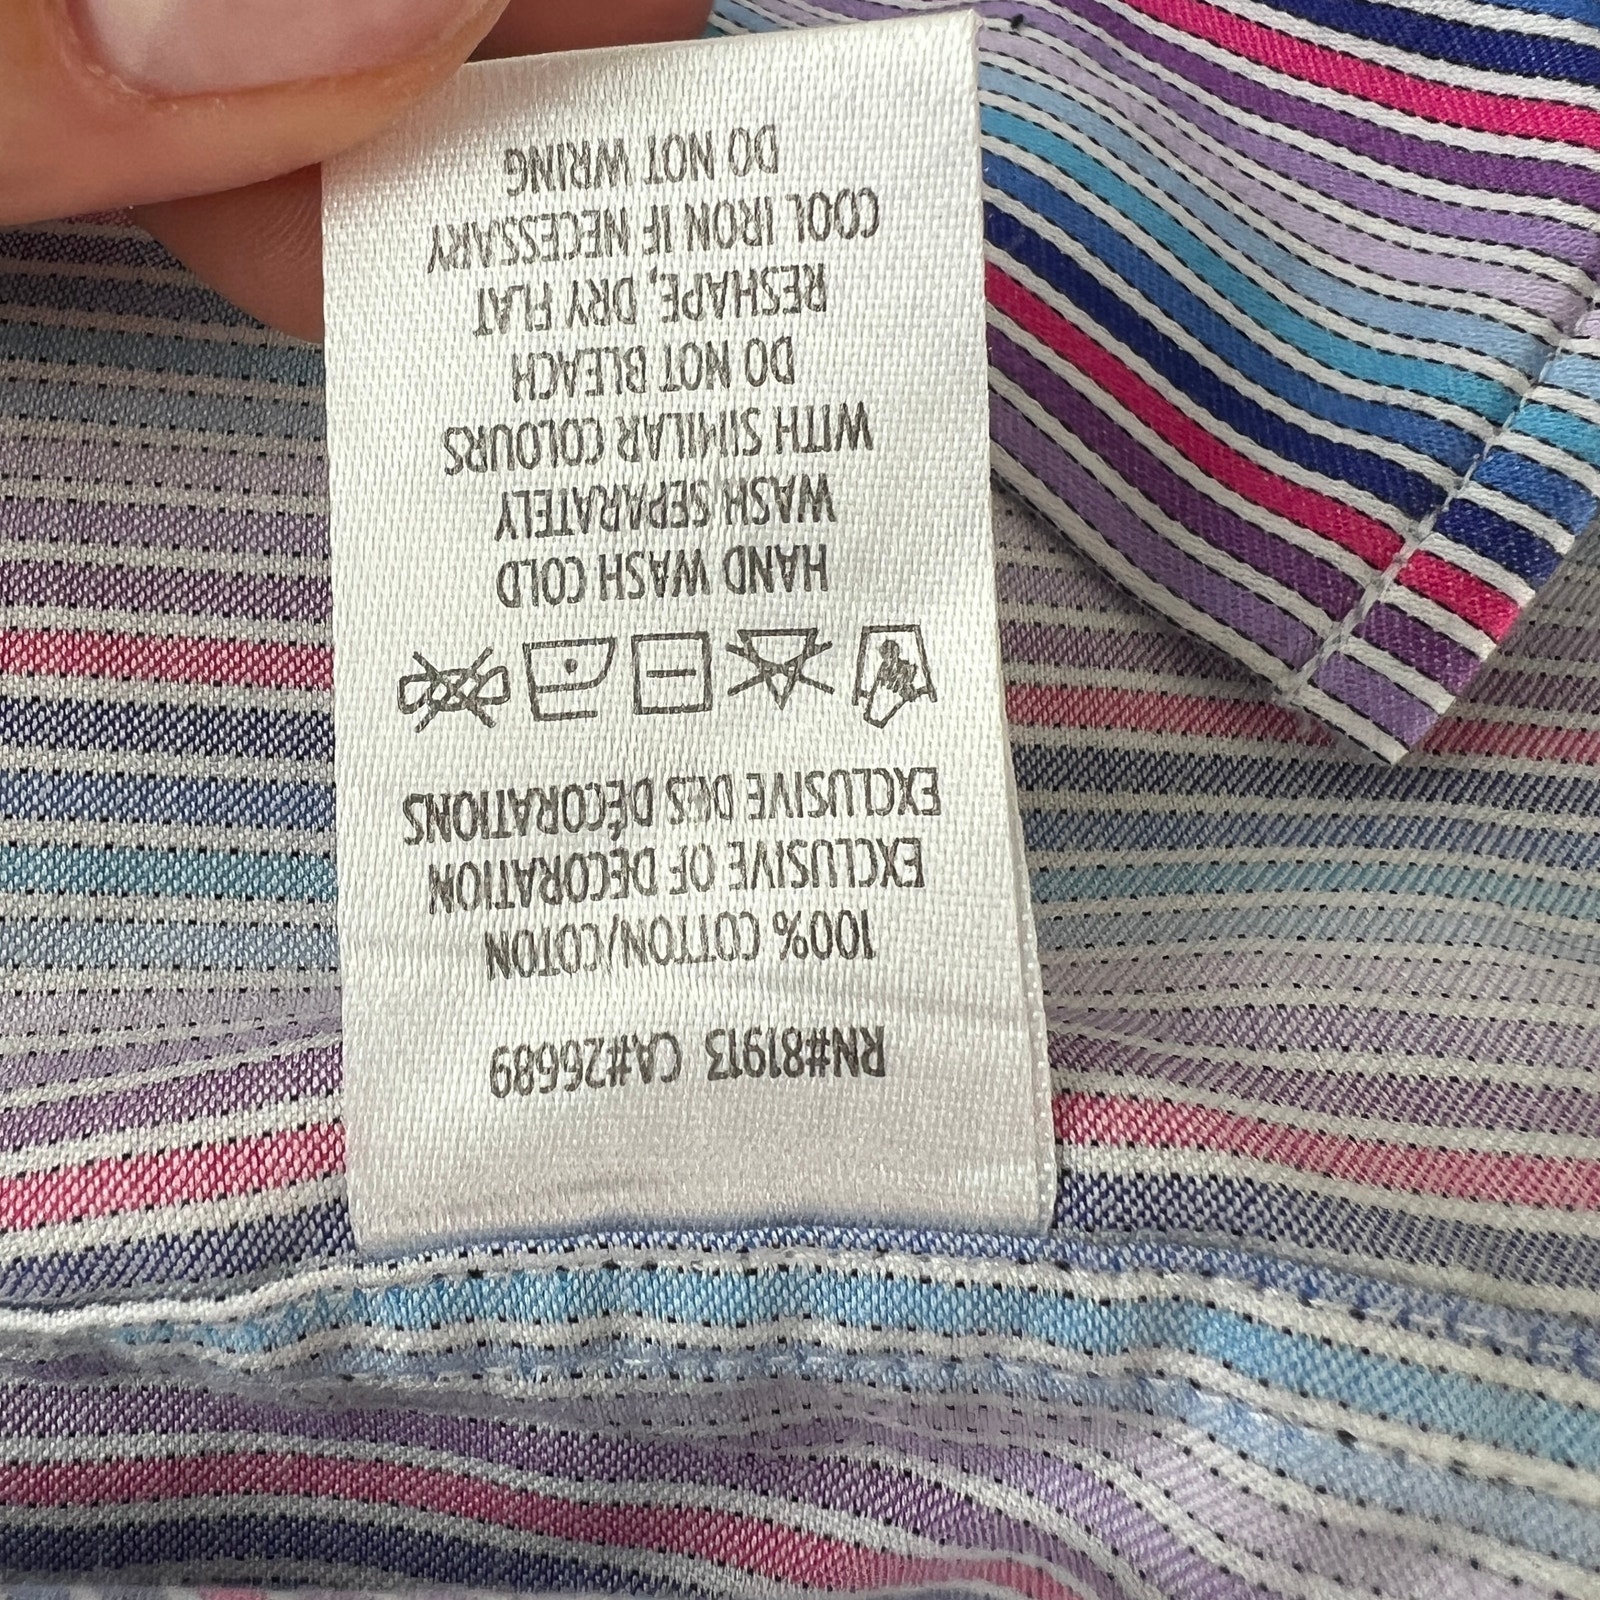 RN#81913 CA#26689
100% COTTON/COTON
EXCLUSIVE OF DECORATION
EXCLUSIVE DES DÉCORATIONS
HAND WASH COLD
WASH SEPARATELY
WITH SIMILAR COLOURS
DO NOT BLEACH
RESHAPE, DRY FLAT
COOL IRON IF NECESSARY
DO NOT WRING